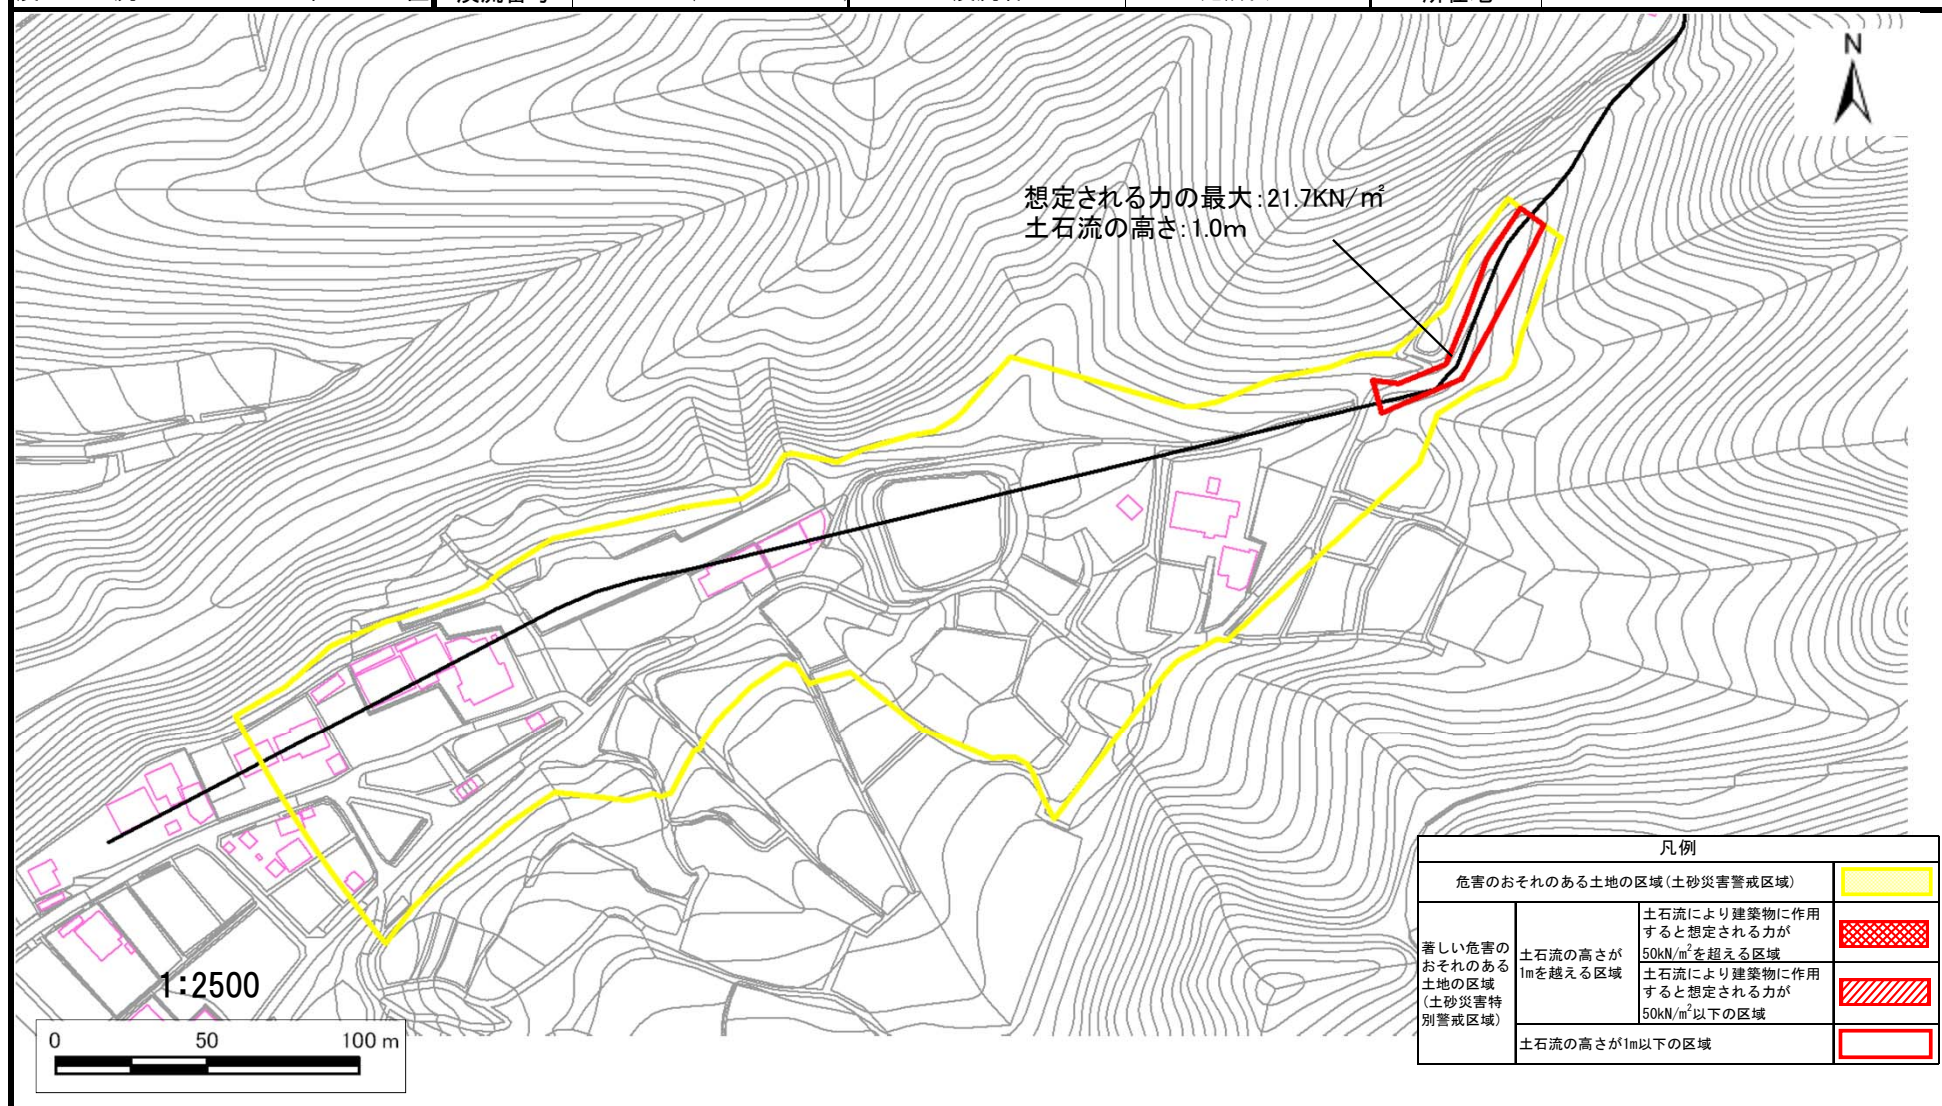 N
想定される力の最大:21.7KN/㎡
土石流の高さ:1.0m
1:2500
0 50 100 m
凡例
危害のおそれのある土地の区域(土砂災害警戒区域)
著しい危害の
おそれのある
土地の区域
(土砂災害特
別警戒区域)
土石流の高さが
1mを越える区域
土石流により建築物に作用
すると想定される力が
50kN/m²を超える区域
土石流により建築物に作用
すると想定される力が
50kN/m²以下の区域
土石流の高さが1m以下の区域